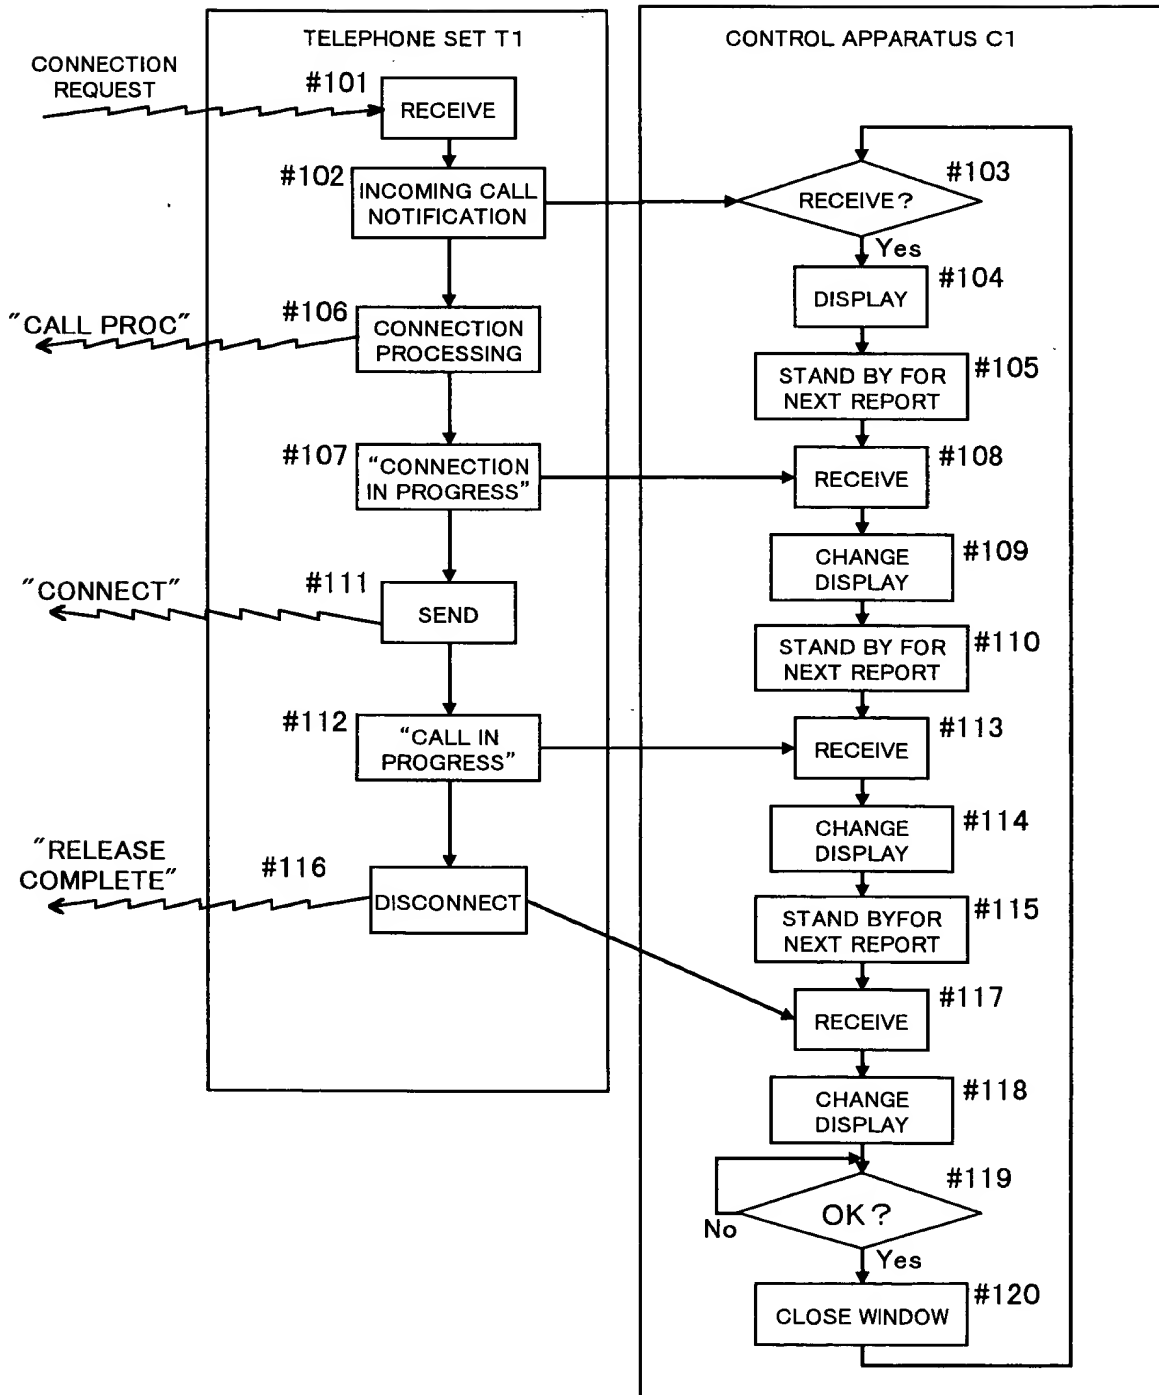 TELEPHONE SET T1
CONTROL APPARATUS C1
CONNECTION
REQUEST
#101
RECEIVE
#102
INCOMING CALL
NOTIFICATION
#103
RECEIVE?
Yes
#104
DISPLAY
"CALL PROC"
#106
CONNECTION
PROCESSING
#105
STAND BY FOR
NEXT REPORT
#107
“CONNECTION
IN PROGRESS”
#108
RECEIVE
#109
CHANGE
DISPLAY
"CONNECT"
#111
SEND
#110
STAND BY FOR
NEXT REPORT
#112
“CALL IN
PROGRESS”
#113
RECEIVE
#114
CHANGE
DISPLAY
"RELEASE
COMPLETE"
#116
DISCONNECT
#115
STAND BYFOR
NEXT REPORT
#117
RECEIVE
#118
CHANGE
DISPLAY
#119
OK?
No
Yes
#120
CLOSE WINDOW